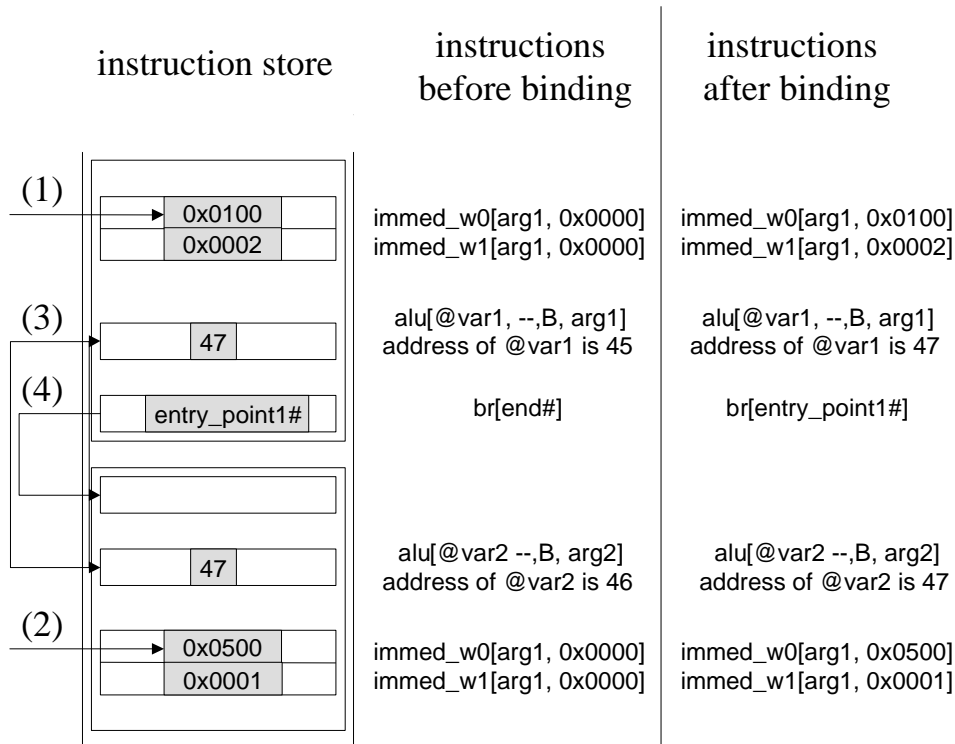 instruction store
instructions
before binding
instructions
after binding
(1)
0x0100
0x0002
immed_w0[arg1, 0x0000]
immed_w1[arg1, 0x0000]
immed_w0[arg1, 0x0100]
immed_w1[arg1, 0x0002]
(3)
47
alu[@var1, --,B, arg1]
address of @var1 is 45
alu[@var1, --,B, arg1]
address of @var1 is 47
(4)
entry_point1#
br[end#]
br[entry_point1#]
47
alu[@var2 --,B, arg2]
address of @var2 is 46
alu[@var2 --,B, arg2]
address of @var2 is 47
(2)
0x0500
0x0001
immed_w0[arg1, 0x0000]
immed_w1[arg1, 0x0000]
immed_w0[arg1, 0x0500]
immed_w1[arg1, 0x0001]